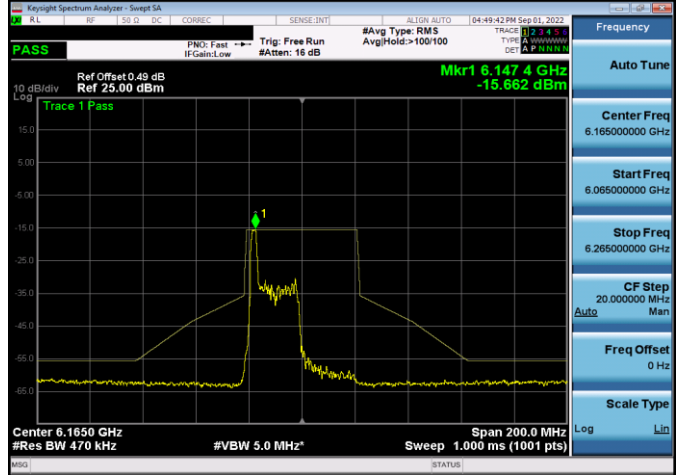 Keysight Spectrum Analyzer - Swept SA
RL RF 50 Ω DC CORREC SENSE:INT ALIGN AUTO 04:49:42 PM Sep 01, 2022
PASS
PNO: Fast
IFGain:Low
Trig: Free Run
#Atten: 16 dB
#Avg Type: RMS
Avg|Hold:>100/100
TRACE 1 2 3 4 5 6
TYPE A WWWWW
DET A P N N N N
Ref Offset 0.49 dB
10 dB/div Ref 25.00 dBm
Log
Mkr1 6.147 4 GHz
-15.662 dBm
Trace 1 Pass
15.0
5.00
-5.00
-15.0
-25.0
-35.0
-45.0
-55.0
-65.0
1
Center 6.1650 GHz
#Res BW 470 kHz
#VBW 5.0 MHz*
Span 200.0 MHz
Sweep 1.000 ms (1001 pts)
MSG
STATUS
Frequency
Auto Tune
Center Freq
6.165000000 GHz
Start Freq
6.065000000 GHz
Stop Freq
6.265000000 GHz
CF Step
20.000000 MHz
Auto Man
Freq Offset
0 Hz
Scale Type
Log Lin